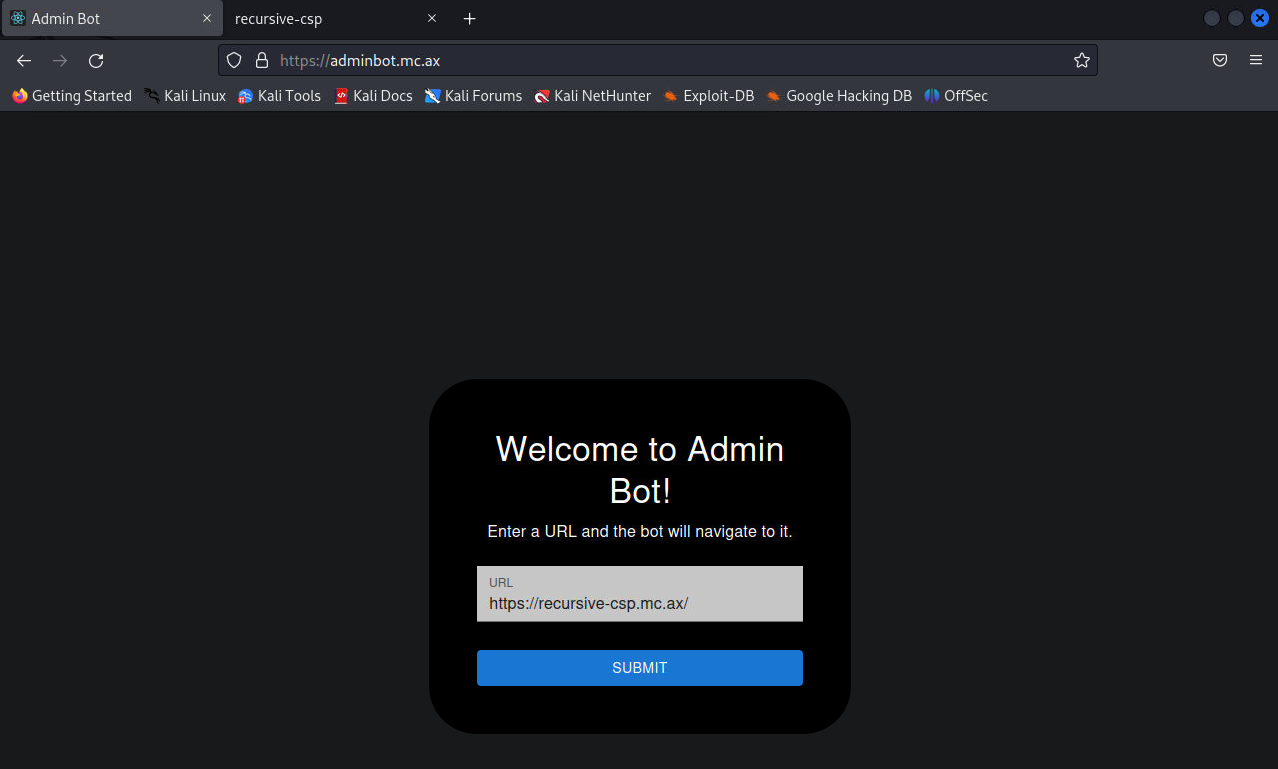 Admin Bot
recursive-csp
https://adminbot.mc.ax
Getting Started Kali Linux Kali Tools Kali Docs Kali Forums Kali NetHunter Exploit-DB Google Hacking DB OffSec
Welcome to Admin
Bot!
Enter a URL and the bot will navigate to it.
URL
https://recursive-csp.mc.ax/
SUBMIT